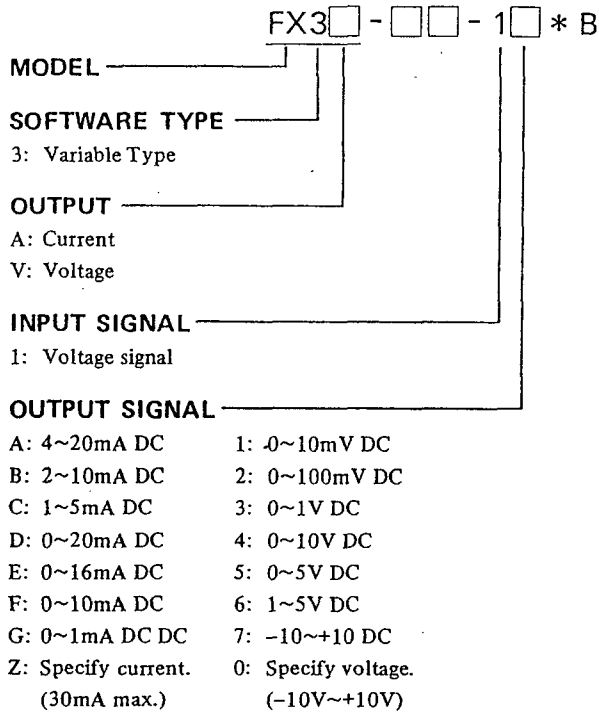 FX3□-□□-1□*B
MODEL
SOFTWARE TYPE
3: Variable Type
OUTPUT
A: Current
V: Voltage
INPUT SIGNAL
1: Voltage signal
OUTPUT SIGNAL
A: 4~20mA DC 1: 0~10mV DC
B: 2~10mA DC 2: 0~100mV DC
C: 1~5mA DC 3: 0~1V DC
D: 0~20mA DC 4: 0~10V DC
E: 0~16mA DC 5: 0~5V DC
F: 0~10mA DC 6: 1~5V DC
G: 0~1mA DC DC 7: -10~+10 DC
Z: Specify current. 0: Specify voltage.
(30mA max.) (-10V~+10V)